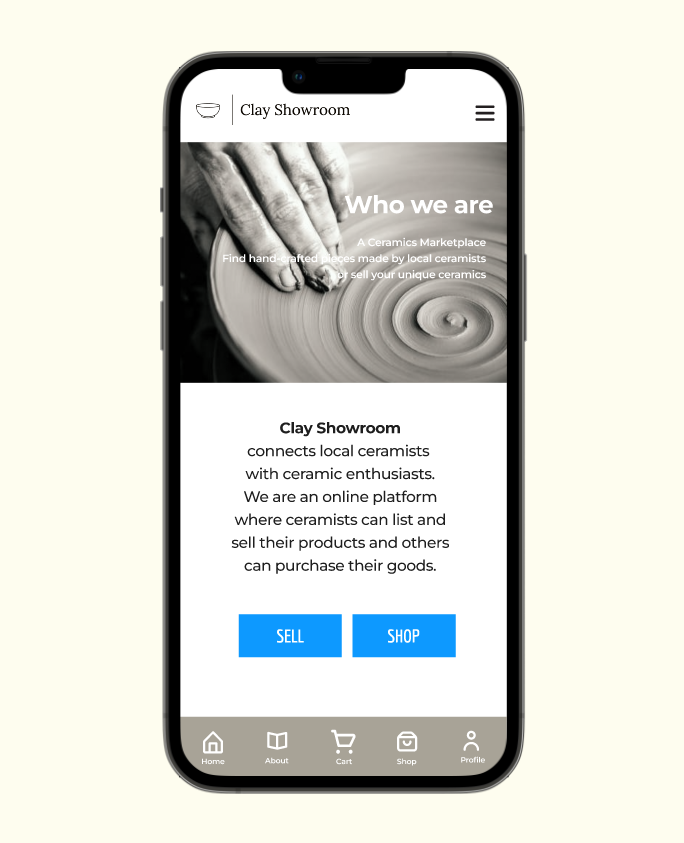 Clay Showroom
Who we are
A Ceramics Marketplace
Find hand-crafted pieces made by local ceramists
or sell your unique ceramics
Clay Showroom
connects local ceramists
with ceramic enthusiasts.
We are an online platform
where ceramists can list and
sell their products and others
can purchase their goods.
SELL SHOP
Home About Cart Shop Profile